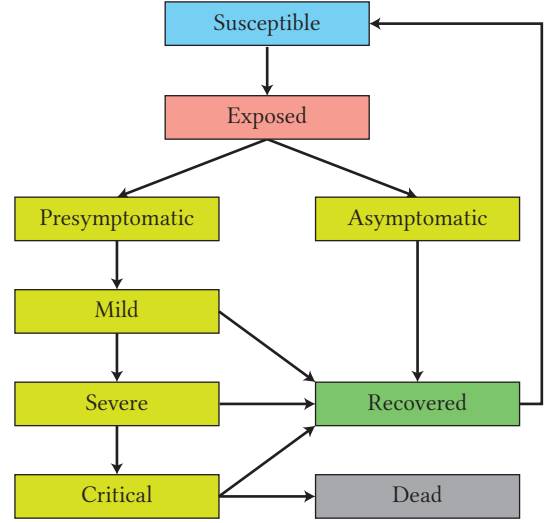 Susceptible
Exposed
Presymptomatic
Asymptomatic
Mild
Severe
Recovered
Critical
Dead